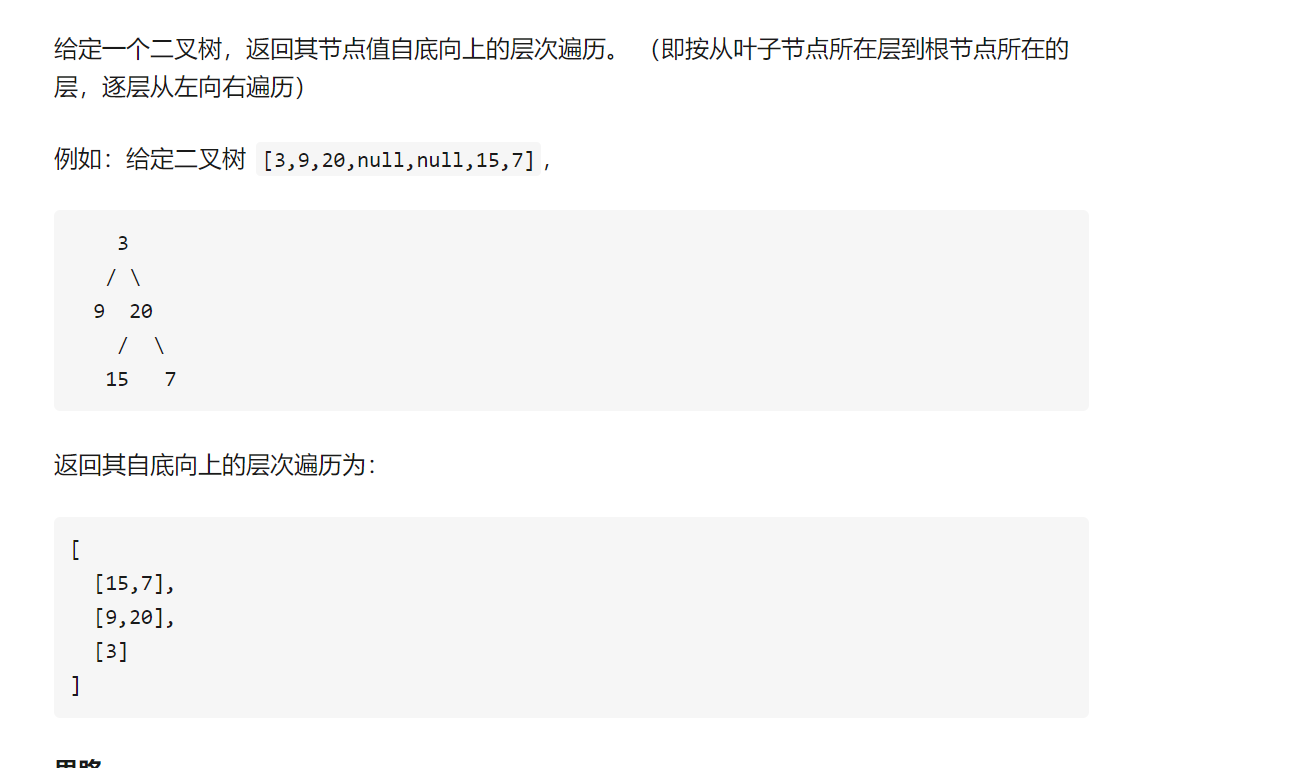 给定一个二叉树，返回其节点值自底向上的层次遍历。 （即按从叶子节点所在层到根节点所在的
层，逐层从左向右遍历）
例如：给定二叉树 [3,9,20,null,null,15,7],
3
/ \
9  20
/  \
15   7
返回其自底向上的层次遍历为：
[
[15,7],
[9,20],
[3]
]